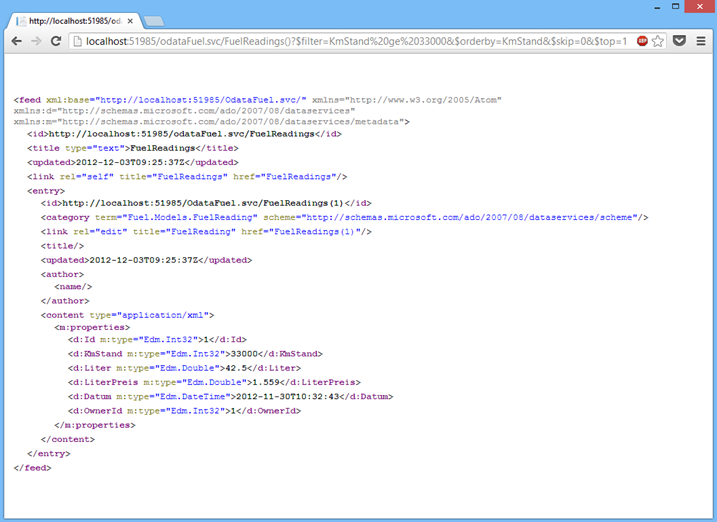 http://localhost:51985/oda
localhost:51985/odataFuel.svc/FuelReadings()?$filter=KmStand%20ge%2033000&$orderby=KmStand&$skip=0&$top=1
ABP
<feed xml:base="http://localhost:51985/OdataFuel.svc/" xmlns="http://www.w3.org/2005/Atom"
xmlns:d="http://schemas.microsoft.com/ado/2007/08/dataservices"
xmlns:m="http://schemas.microsoft.com/ado/2007/08/dataservices/metadata">
<id>http://localhost:51985/odataFuel.svc/FuelReadings</id>
<title type="text">FuelReadings</title>
<updated>2012-12-03T09:25:37Z</updated>
<link rel="self" title="FuelReadings" href="FuelReadings"/>
<entry>
<id>http://localhost:51985/OdataFuel.svc/FuelReadings(1)</id>
<category term="Fuel.Models.FuelReading" scheme="http://schemas.microsoft.com/ado/2007/08/dataservices/scheme"/>
<link rel="edit" title="FuelReading" href="FuelReadings(1)"/>
<title/>
<updated>2012-12-03T09:25:37Z</updated>
<author>
<name/>
</author>
<content type="application/xml">
<m:properties>
<d:Id m:type="Edm.Int32">1</d:Id>
<d:KmStand m:type="Edm.Int32">33000</d:KmStand>
<d:Liter m:type="Edm.Double">42.5</d:Liter>
<d:LiterPreis m:type="Edm.Double">1.559</d:LiterPreis>
<d:Datum m:type="Edm.DateTime">2012-11-30T10:32:43</d:Datum>
<d:OwnerId m:type="Edm.Int32">1</d:OwnerId>
</m:properties>
</content>
</entry>
</feed>